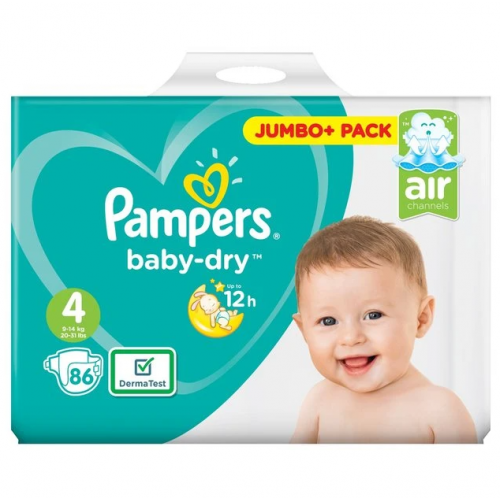 JUMBO+ PACK
air
channels
Pampers®
baby-dry™
Up to
12h
4
9-14 kg
20-31 lbs
86
DermaTest